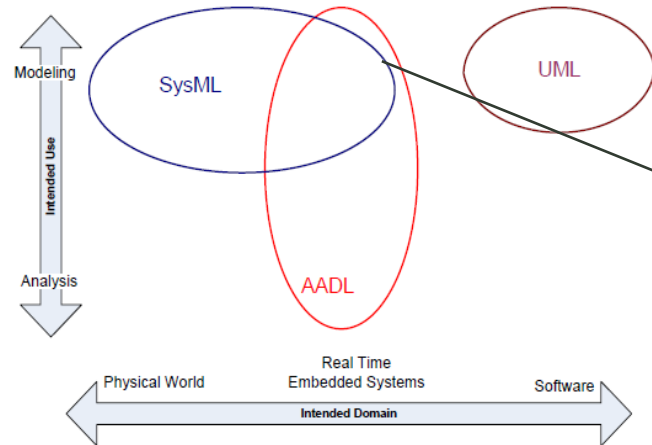 Modeling
SysML
UML
Intended Use
Analysis
AADL
Real Time
Physical World
Embedded Systems
Software
Intended Domain